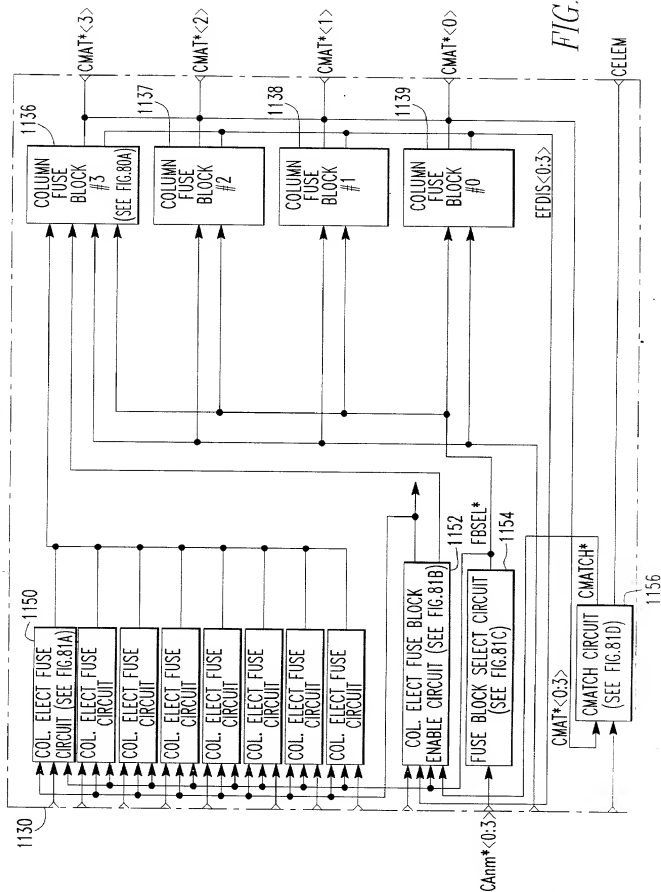 FIG.
1130
1150
COL. ELECT FUSE
CIRCUIT (SEE FIG.81A)
COL. ELECT FUSE
CIRCUIT
COL. ELECT FUSE
CIRCUIT
COL. ELECT FUSE
CIRCUIT
COL. ELECT FUSE
CIRCUIT
COL. ELECT FUSE
CIRCUIT
COL. ELECT FUSE
CIRCUIT
COL. ELECT FUSE
CIRCUIT
1136
COLUMN
FUSE
BLOCK
#3
(SEE FIG.80A)
CMAT*<3>
1137
COLUMN
FUSE
BLOCK
#2
CMAT*<2>
1138
COLUMN
FUSE
BLOCK
#1
CMAT*<1>
1139
COLUMN
FUSE
BLOCK
#0
CMAT*<0>
EFDIS<0:3>
COL. ELECT FUSE BLOCK
ENABLE CIRCUIT (SEE FIG.81B)
1152
FBSEL*
FUSE BLOCK SELECT CIRCUIT
(SEE FIG.81C)
1154
CAnm*<0:3>
CMAT*<0:3>
CMATCH*
CMATCH CIRCUIT
(SEE FIG.81D)
1156
CELEM